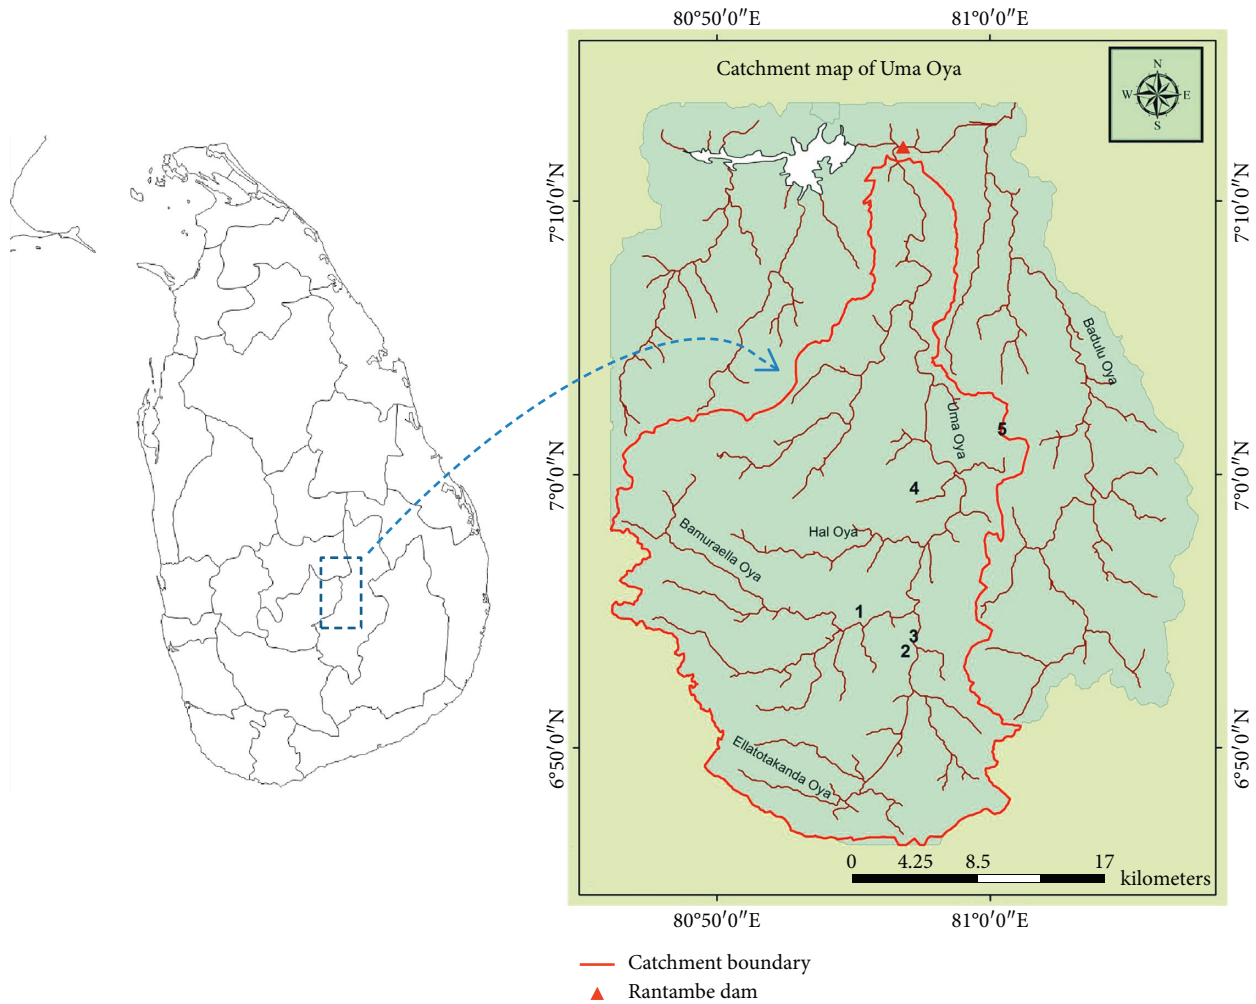 80°50′0″E
81°0′0″E
Catchment map of Uma Oya
N
W
E
S
7°10′0″N
7°10′0″N
Badulu Oya
Uma Oya
5
7°0′0″N
7°0′0″N
4
Hal Oya
Bamuraella Oya
1
3
2
6°50′0″N
6°50′0″N
Ellatotakanda Oya
0 4.25 8.5 17
kilometers
80°50′0″E
81°0′0″E
Catchment boundary
Rantambe dam